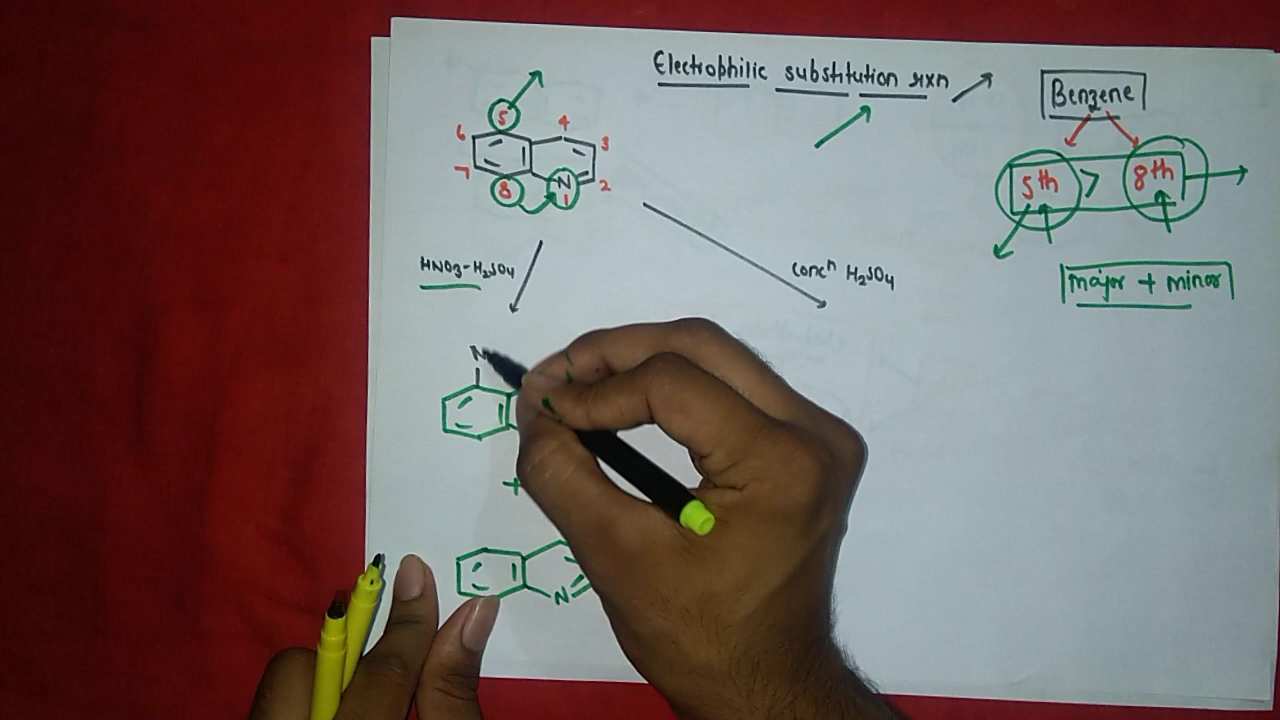 Electrophilic substitution rxn
Benzene
5th > 8th
major + minor
5
4
6
3
7
8
N
1
2
HNO3-H2SO4
Concn H2SO4
N
+
N